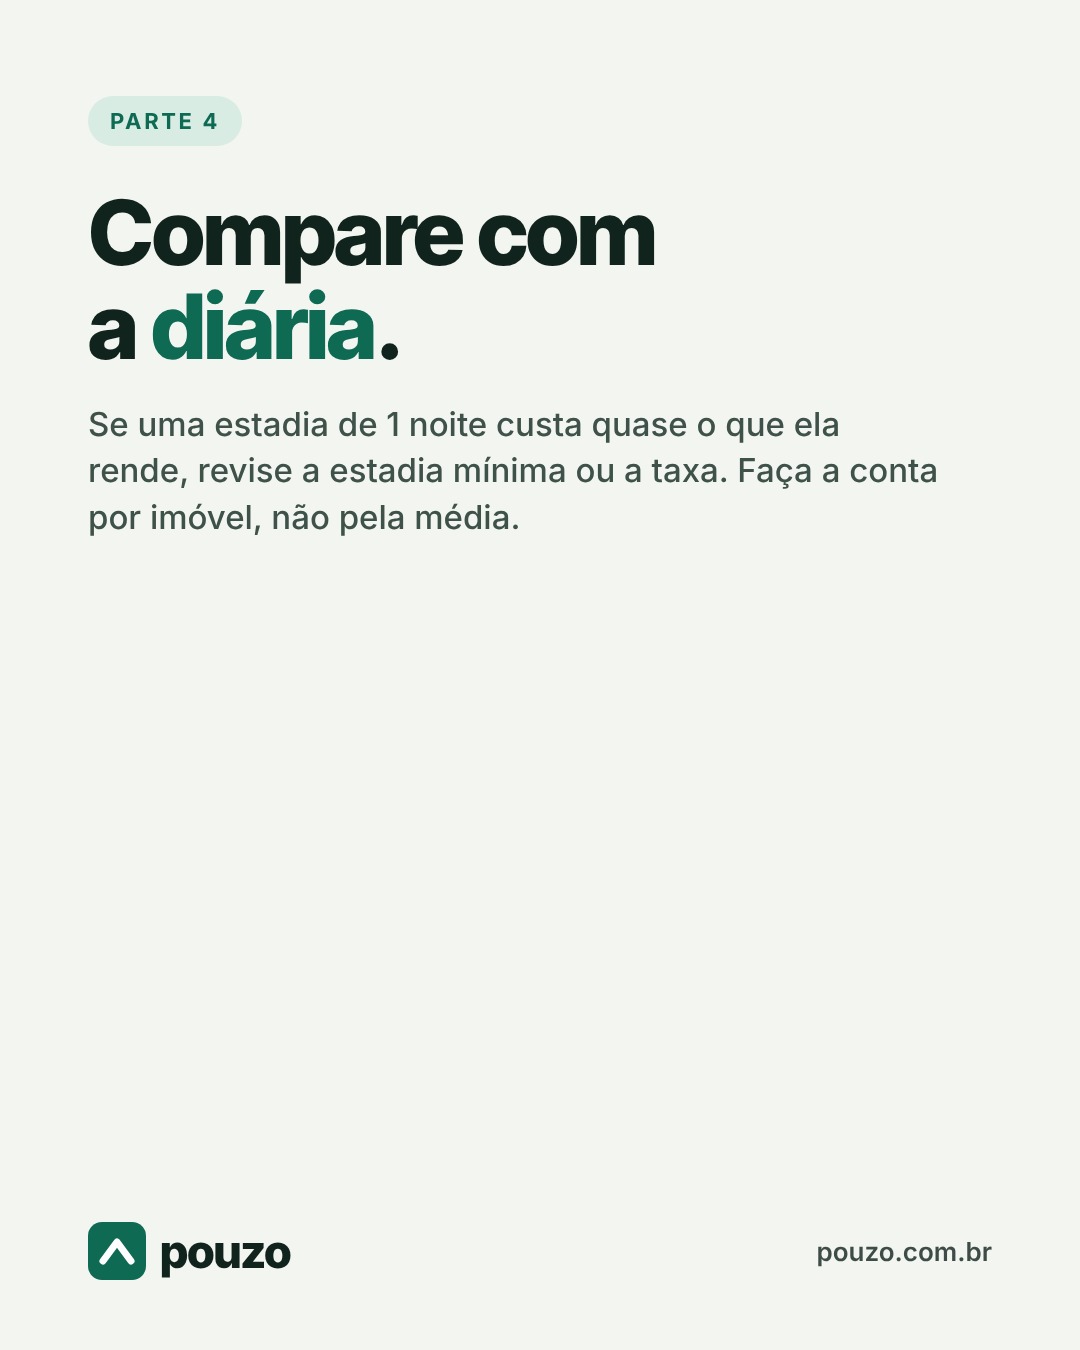 PARTE 4
Compare com
a diária.
Se uma estadia de 1 noite custa quase o que ela
rende, revise a estadia mínima ou a taxa. Faça a conta
por imóvel, não pela média.
pouzo
pouzo.com.br